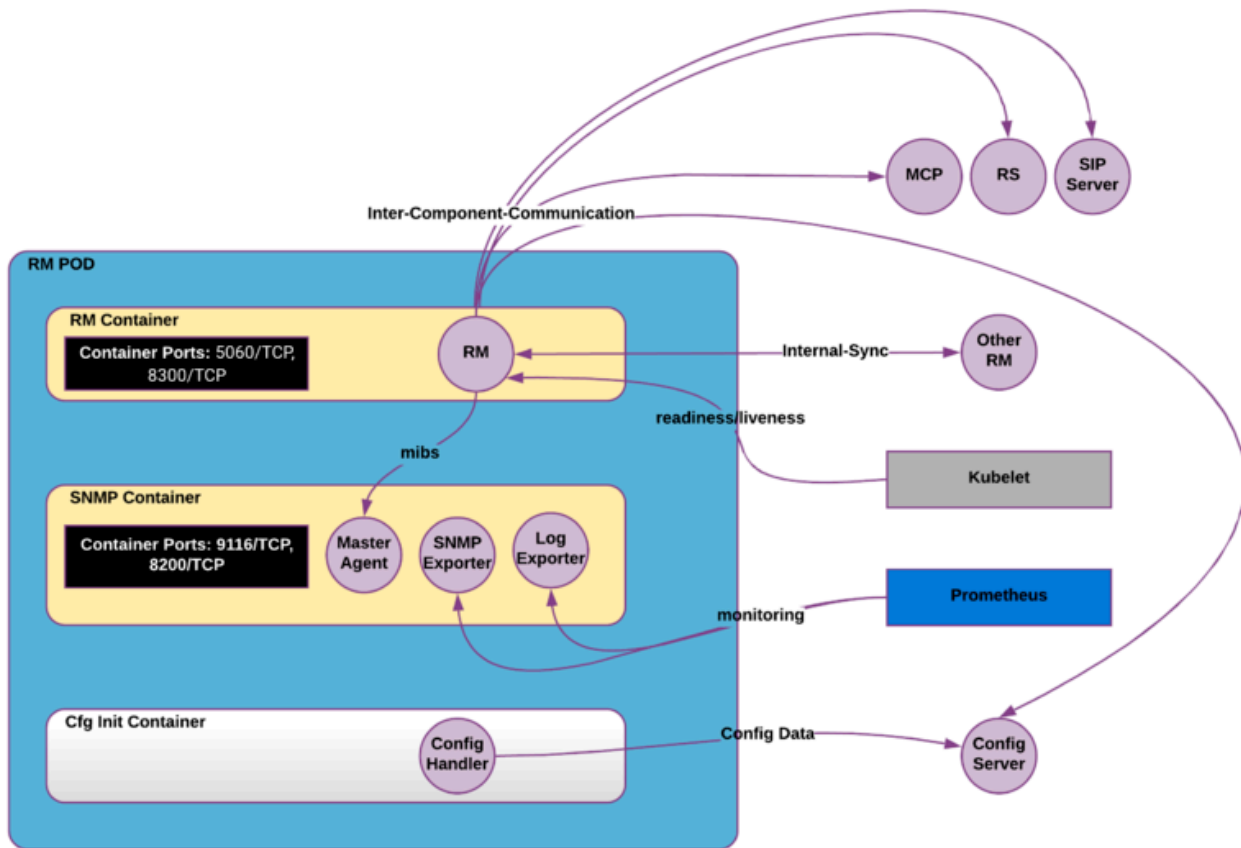 MCP
RS
SIP
Server
Inter-Component-Communication
RM POD
RM Container
Container Ports: 5060/TCP,
8300/TCP
RM
Internal-Sync
Other
RM
readiness/liveness
mibs
Kubelet
SNMP Container
Container Ports: 9116/TCP,
8200/TCP
Master
Agent
SNMP
Exporter
Log
Exporter
Prometheus
monitoring
Cfg Init Container
Config
Handler
Config Data
Config
Server